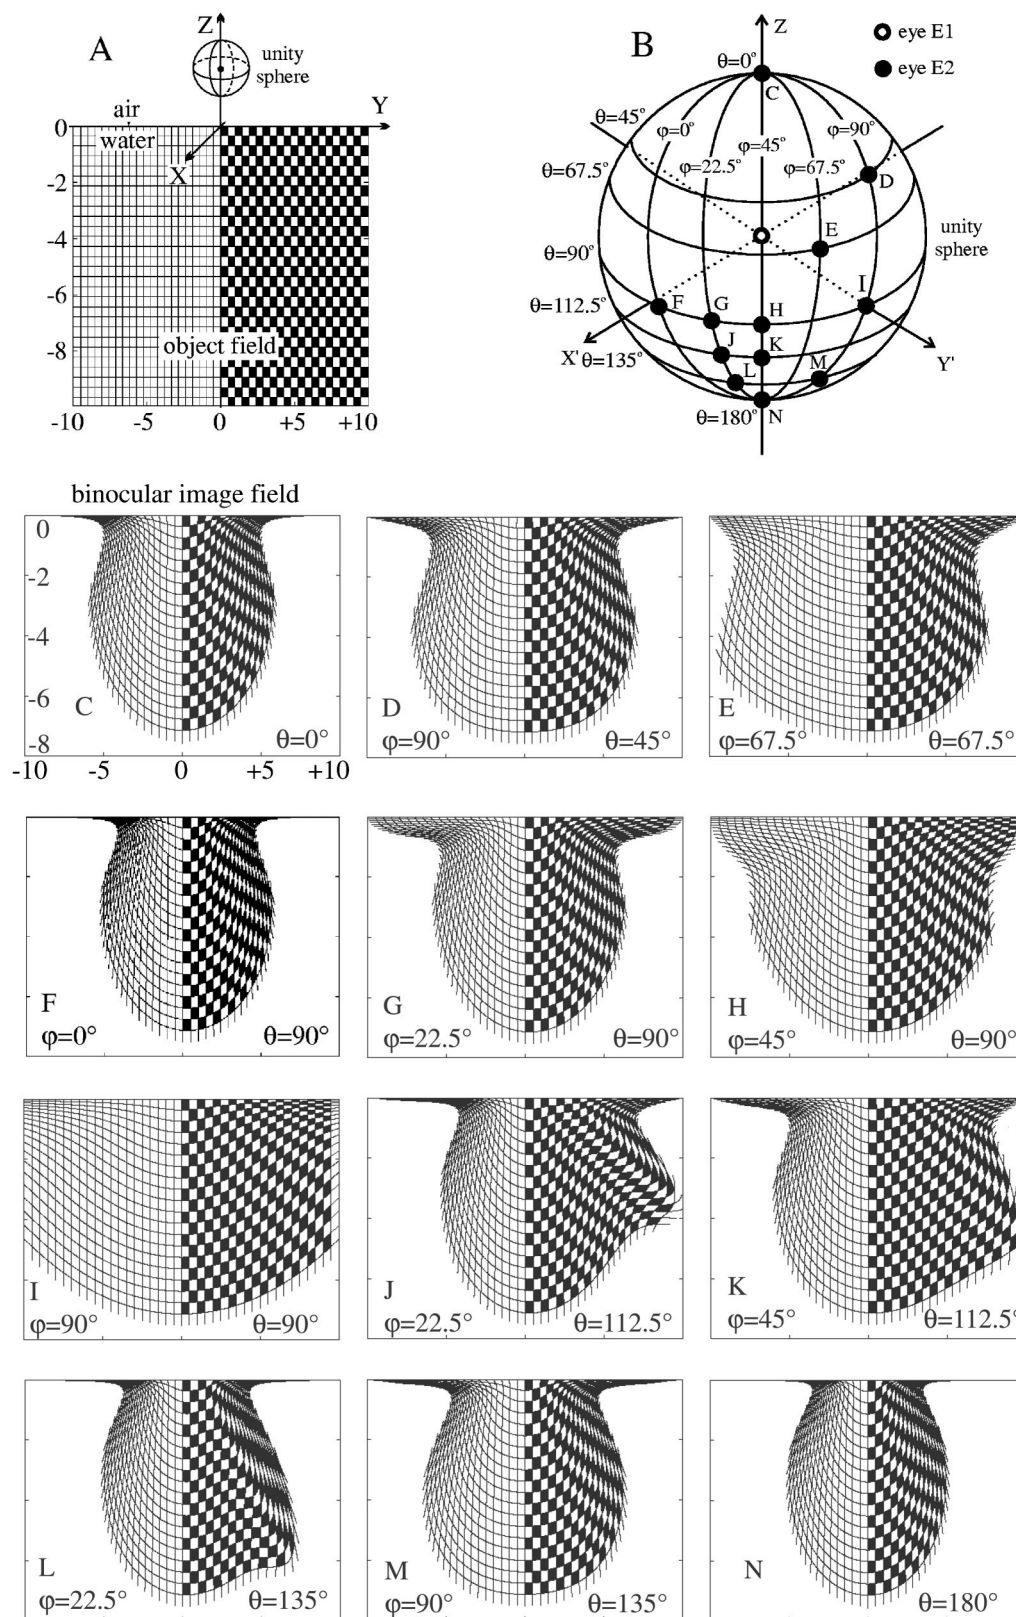 A
Z
unity
sphere
air
water
Y
X
0
-2
-4
-6
-8
object field
-10 -5 0 +5 +10
B
Z
eye E1
eye E2
θ=0°
C
θ=45°
φ=0°
φ=90°
φ=45°
φ=22.5° φ=67.5°
θ=67.5°
D
E
unity
sphere
θ=90°
I
F G H
θ=112.5°
J K
L M
X' θ=135°
Y'
θ=180° N
binocular image field
0
-2
-4
-6
-8
C
θ=0°
-10 -5 0 +5 +10
D
φ=90° θ=45°
E
φ=67.5° θ=67.5°
F
φ=0° θ=90°
G
φ=22.5° θ=90°
H
φ=45° θ=90°
I
φ=90° θ=90°
J
φ=22.5° θ=112.5°
K
φ=45° θ=112.5°
L
φ=22.5° θ=135°
M
φ=90° θ=135°
N
θ=180°